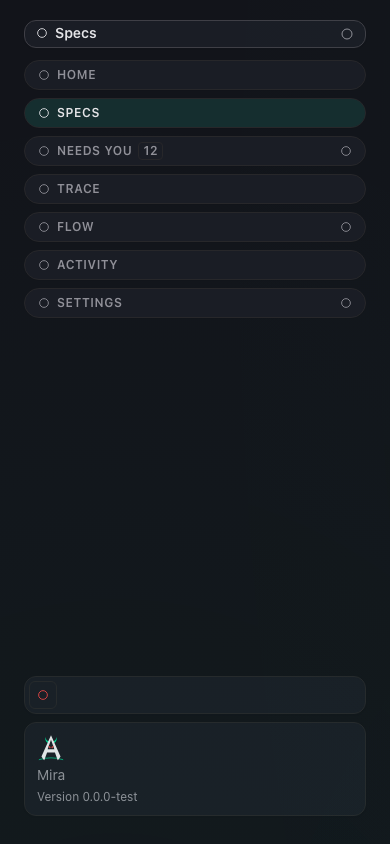 Specs
HOME
SPECS
NEEDS YOU 12
TRACE
FLOW
ACTIVITY
SETTINGS
Mira
Version 0.0.0-test